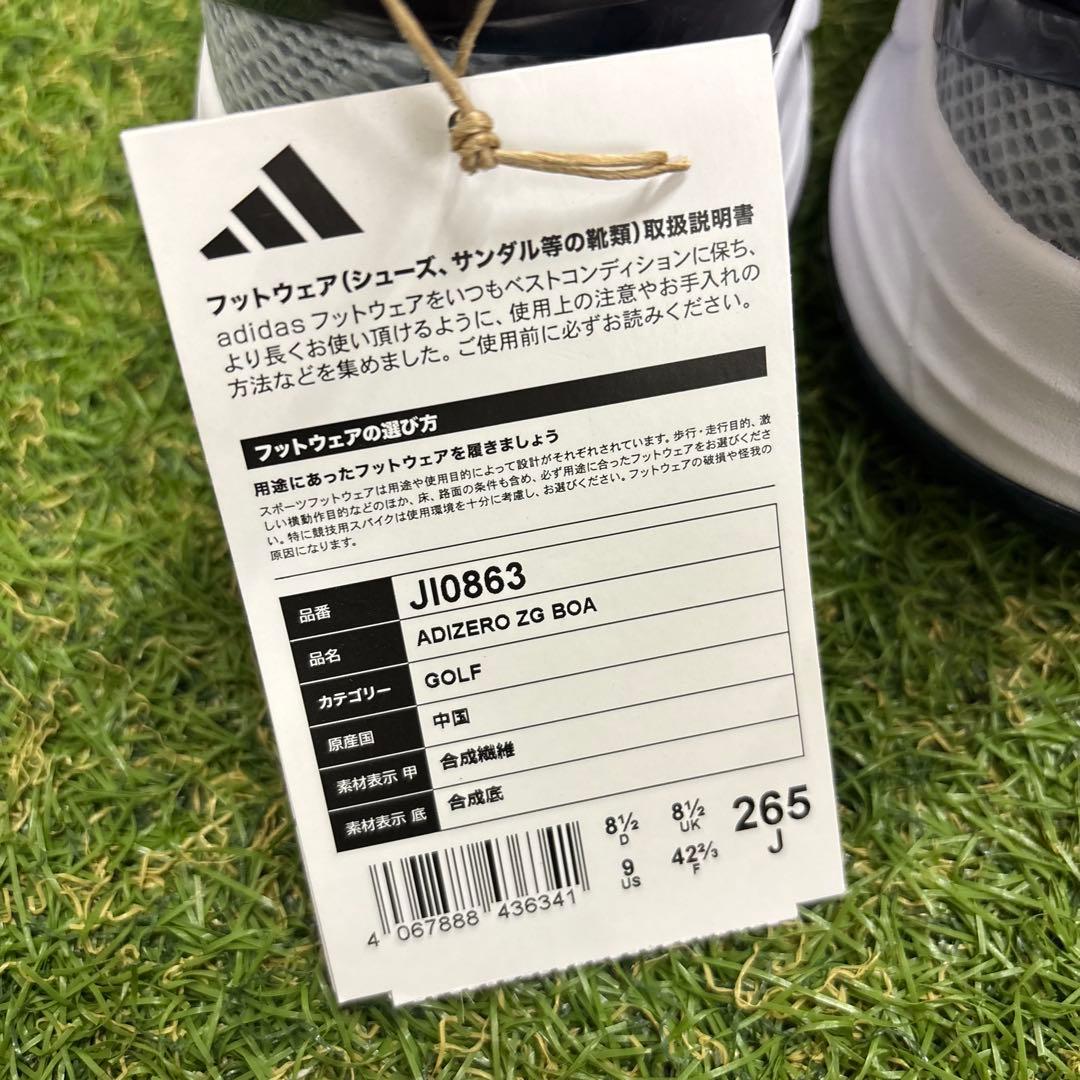 フットウェア(シューズ、サンダル等の靴類)取扱説明書
adidasフットウェアをいつもベストコンディションに保ち、
より長くお使い頂けるように、使用上の注意やお手入れの
方法などを集めました。ご使用前に必ずお読みください。
フットウェアの選び方
用途にあったフットウェアを履きましょう
スポーツフットウェアは用途や使用目的によって設計がそれぞれされています。歩行・走行目的、激
しい横動作目的などのほか、床、路面の条件も含め、必ず用途に合ったフットウェアをお選びくださ
い。特に競技用スパイクは使用環境を十分に考慮し、お選びください。フットウェアの破損や怪我の
原因になります。
品番 JI0863
品名 ADIZERO ZG BOA
カテゴリー GOLF
原産国 中国
素材表示 甲 合成繊維
素材表示 底 合成底
8½ 8½ 265
D UK J
9 42⅔
US F
4 067888 436341